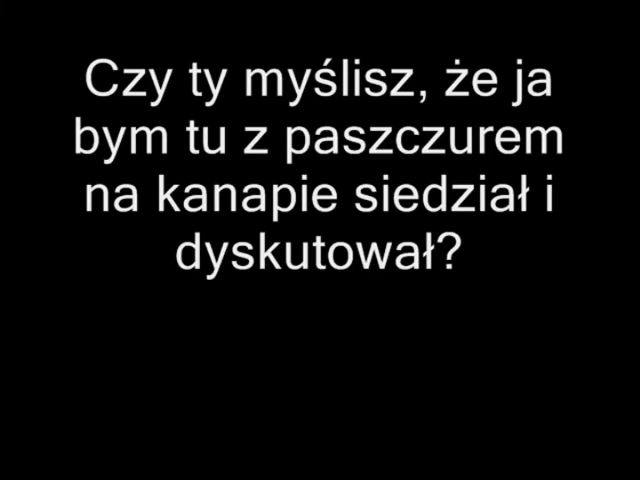 Czy ty myślisz, że ja
bym tu z paszczurem
na kanapie siedział i
dyskutował?